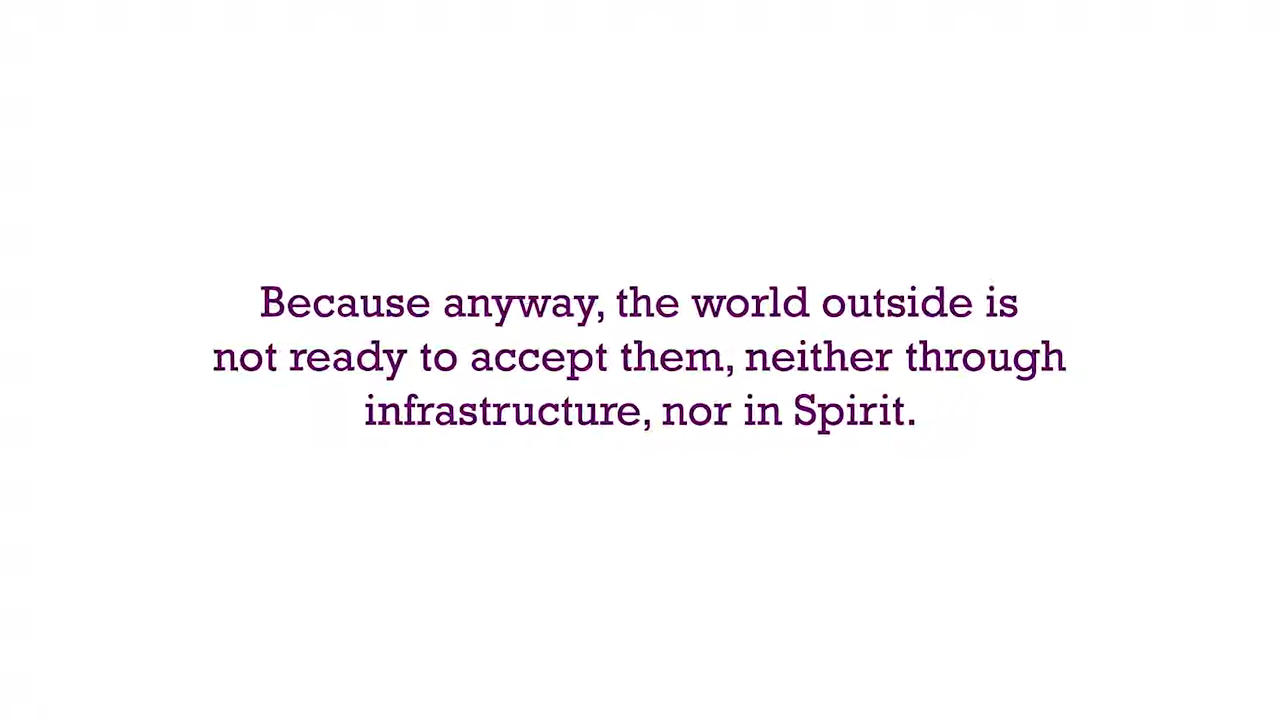 Because anyway, the world outside is
not ready to accept them, neither through
infrastructure, nor in Spirit.